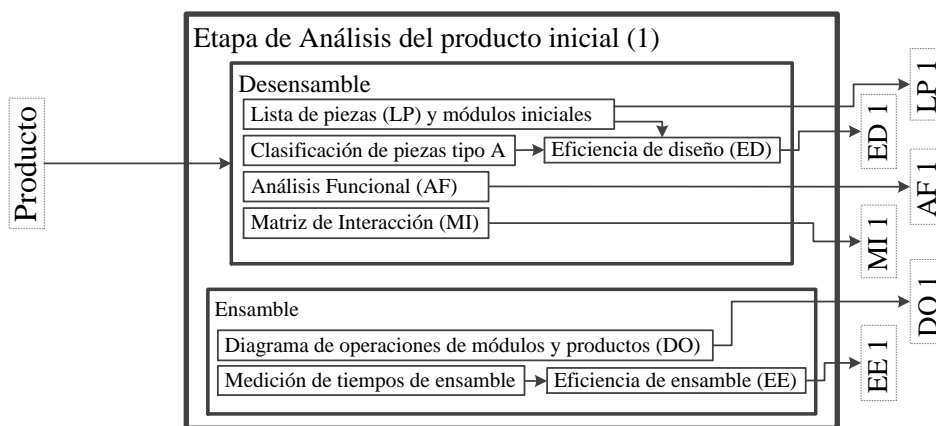 Producto
Etapa de Análisis del producto inicial (1)
Desensamble
Lista de piezas (LP) y módulos iniciales
Clasificación de piezas tipo A
Eficiencia de diseño (ED)
Análisis Funcional (AF)
Matriz de Interacción (MI)
Ensamble
Diagrama de operaciones de módulos y productos (DO)
Medición de tiempos de ensamble
Eficiencia de ensamble (EE)
LP 1
ED 1
AF 1
MI 1
DO 1
EE 1